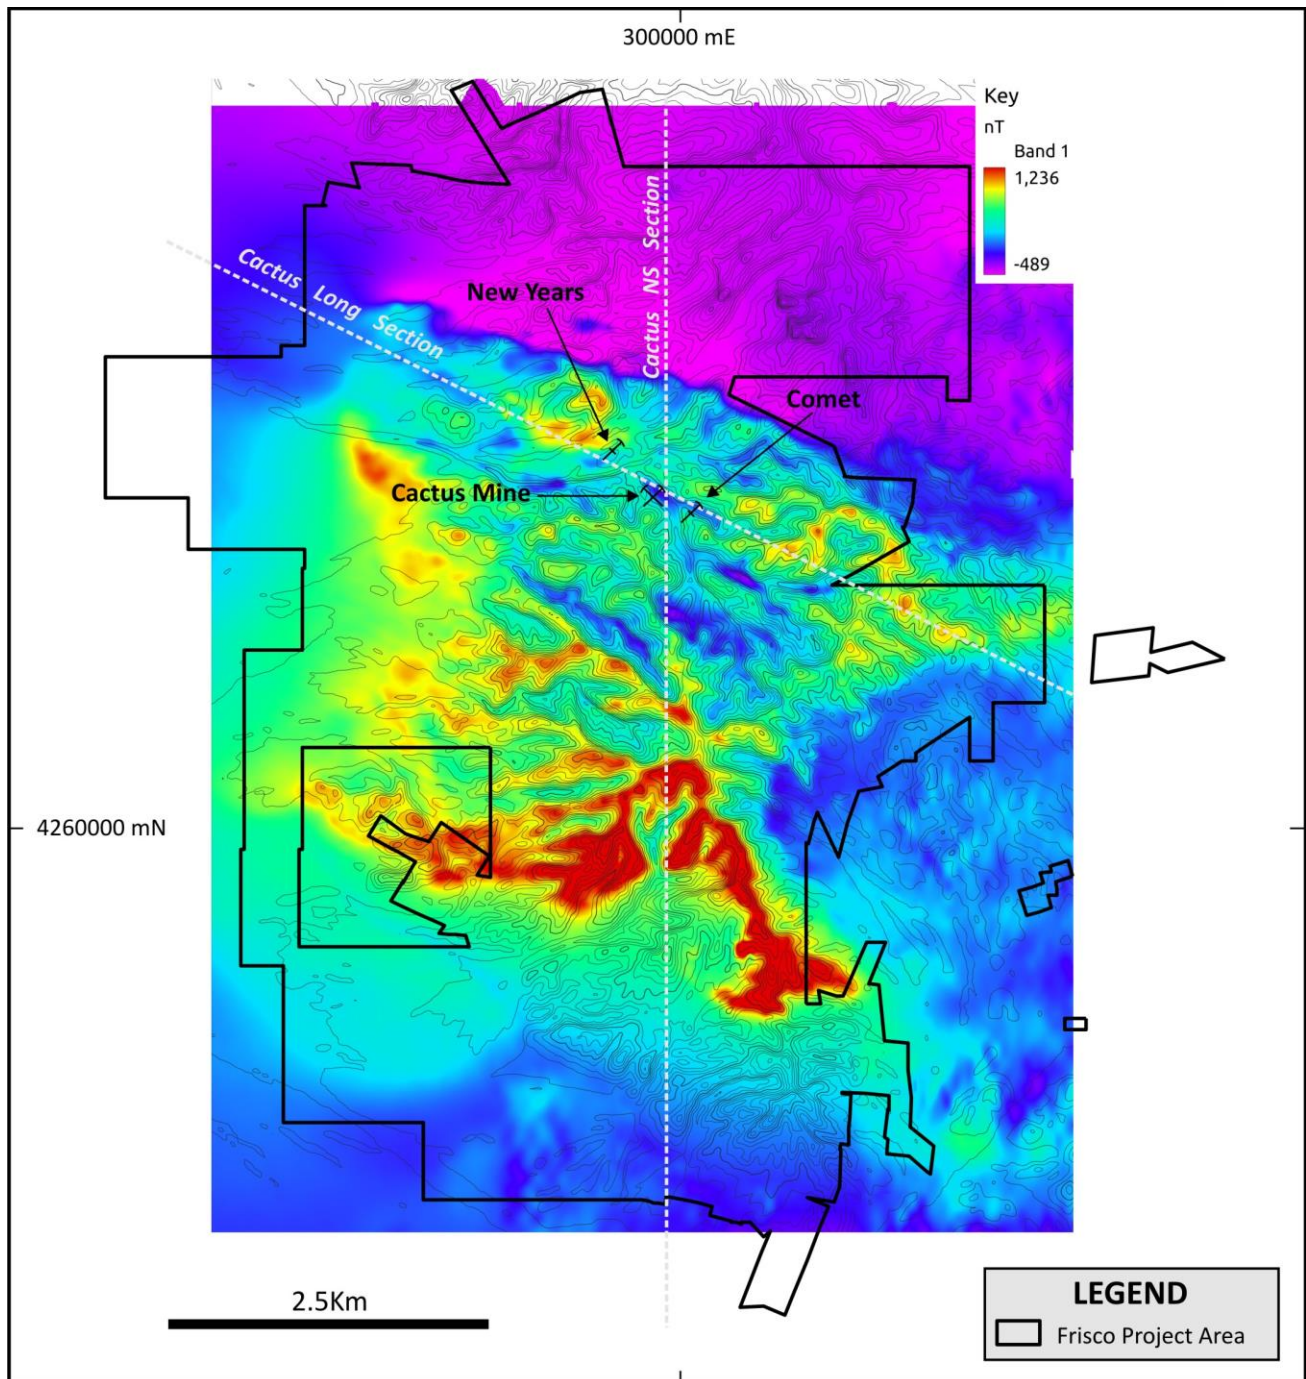 300000 mE
Key
nT
Band 1
1,236
-489
Cactus NS Section
Cactus Long Section
New Years
Comet
Cactus Mine
4260000 mN
2.5Km
LEGEND
Frisco Project Area